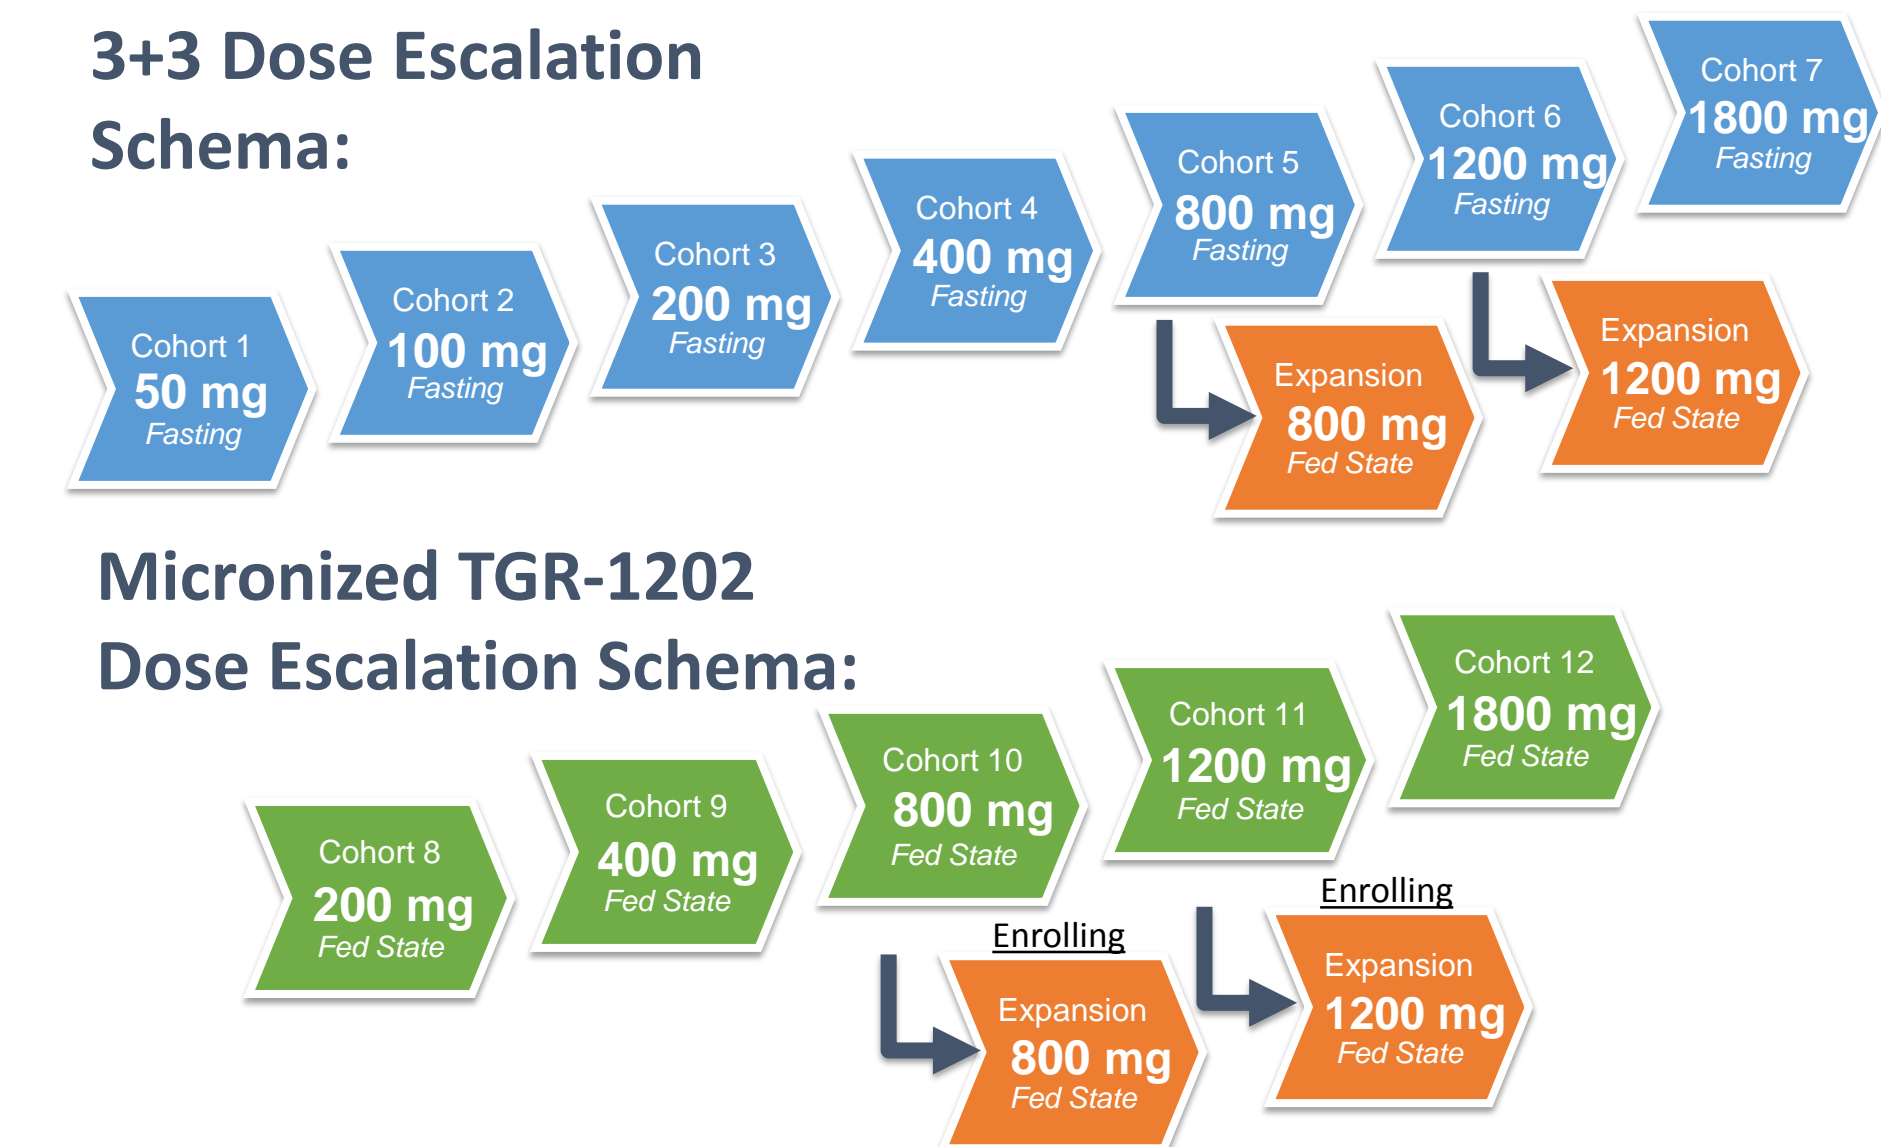 3+3 Dose Escalation
Schema:
Cohort 1
50 mg
Fasting
Cohort 2
100 mg
Fasting
Cohort 3
200 mg
Fasting
Cohort 4
400 mg
Fasting
Cohort 5
800 mg
Fasting
Cohort 6
1200 mg
Fasting
Cohort 7
1800 mg
Fasting
Expansion
800 mg
Fed State
Expansion
1200 mg
Fed State
Micronized TGR-1202
Dose Escalation Schema:
Cohort 8
200 mg
Fed State
Cohort 9
400 mg
Fed State
Cohort 10
800 mg
Fed State
Cohort 11
1200 mg
Fed State
Cohort 12
1800 mg
Fed State
Enrolling
Expansion
800 mg
Fed State
Enrolling
Expansion
1200 mg
Fed State